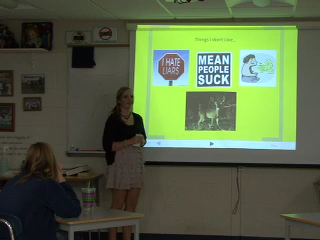 Things I Don't Like...
I HATE
LIARS
MEAN
PEOPLE
SUCK